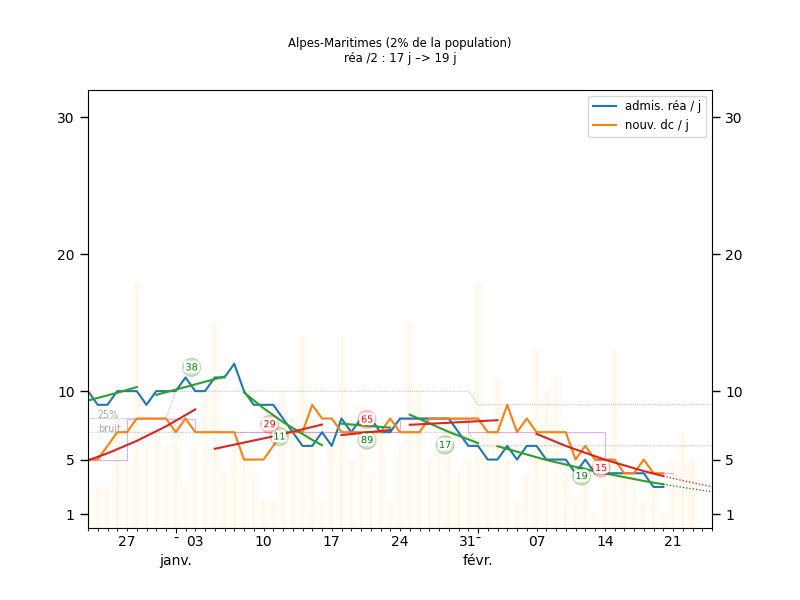 Alpes-Maritimes (2% de la population)
réa /2 : 17 j –> 19 j
admis. réa / j
nouv. dc / j
30 30
20 20
10 10
5 5
1 1
25%
bruit
38
29
11
65
89
17
19
15
27 - 03 10 17 24 31- 07 14 21
janv. févr.